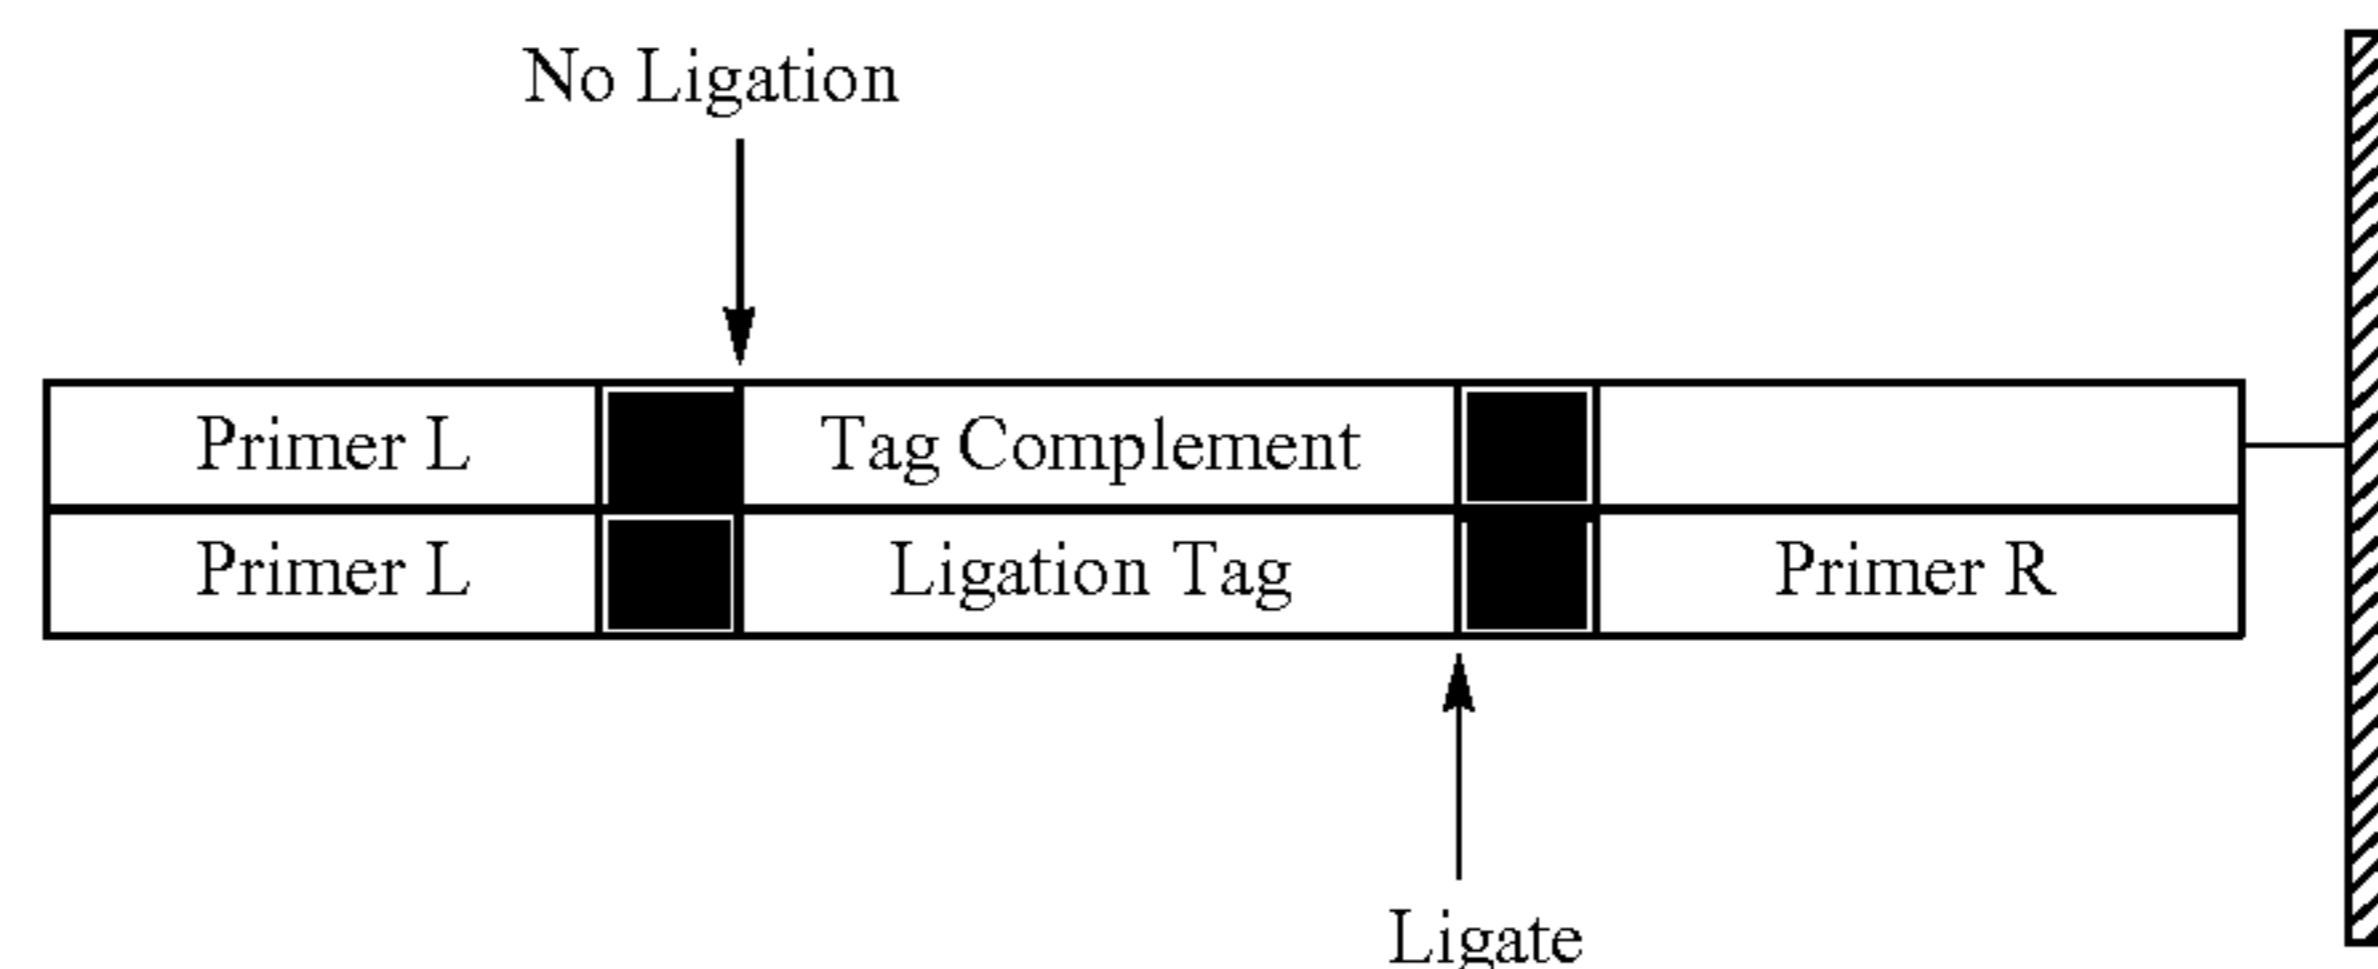 No Ligation
Primer L Tag Complement
Primer L Ligation Tag Primer R
Ligate